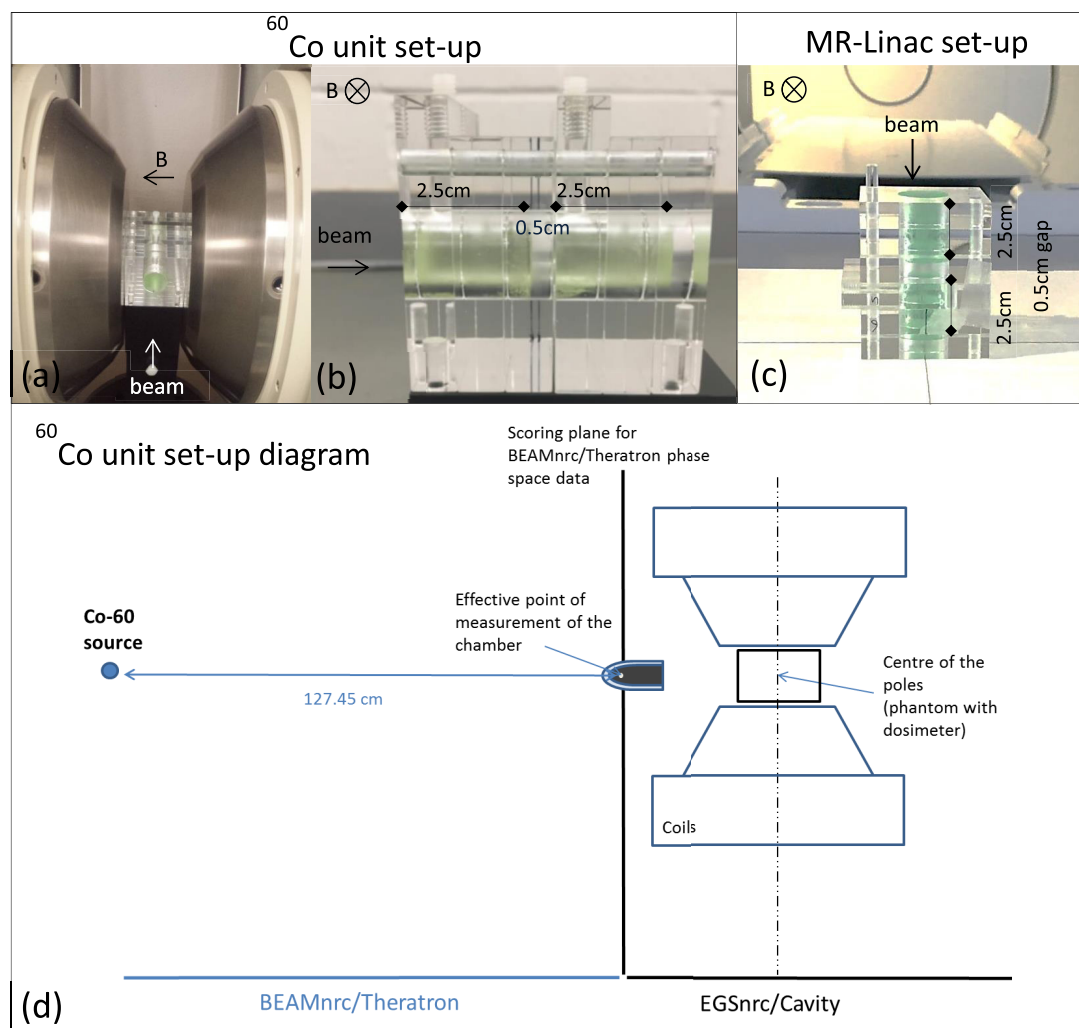 60
Co unit set-up
MR-Linac set-up
B
beam
(a)
B
2.5cm
2.5cm
0.5cm
beam
(b)
B
beam
2.5cm
2.5cm
0.5cm gap
(c)
60
Co unit set-up diagram
Scoring plane for
BEAMnrc/Theratron phase
space data
Co-60
source
Effective point of
measurement of the
chamber
127.45 cm
Centre of the
poles
(phantom with
dosimeter)
Coils
BEAMnrc/Theratron
EGSnrc/Cavity
(d)